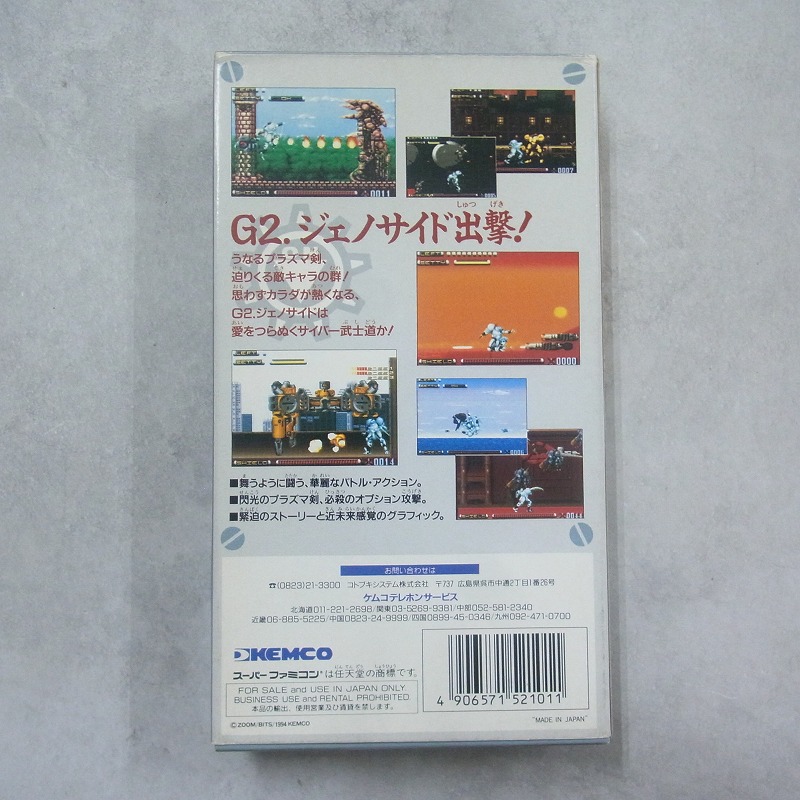 0011
0007
0005
しゅつ げき
G2.ジェノサイド出撃!
うなるプラズマ剣、
迫りくる敵キャラの群!
思わずカラダが熱くなる、
G2.ジェノサイドは
愛をつらぬくサイバー武士道か!
0000
0014
0006
0044
■舞うように闘う、華麗なバトル・アクション。
■閃光のプラズマ剣、必殺のオプション攻撃。
■緊迫のストーリーと近未来感覚のグラフィック。
お問い合わせは
☎(0823)21-3300 コトブキシステム株式会社 〒737 広島県呉市中通2丁目1番26号
ケムコテレホンサービス
北海道011-221-2698/関東03-5269-9381/中部052-581-2340
近畿06-885-5225/中国0823-24-9999/四国0899-45-0346/九州092-471-0700
KEMCO
スーパーファミコン®は任天堂の商標です。
FOR SALE and USE IN JAPAN ONLY
BUSINESS USE and RENTAL PROHIBITED
本品の輸出、使用営業及び賃貸を禁じます。
©ZOOM/BITS/1994 KEMCO
4 906571 521011
"MADE IN JAPAN"